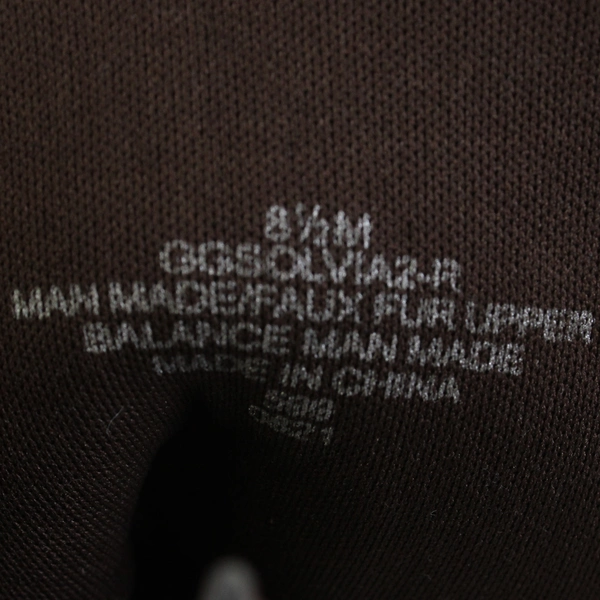 8½M
GGSOLVIA2-R
MAN MADE/FAUX FUR UPPER
BALANCE MAN MADE
MADE IN CHINA